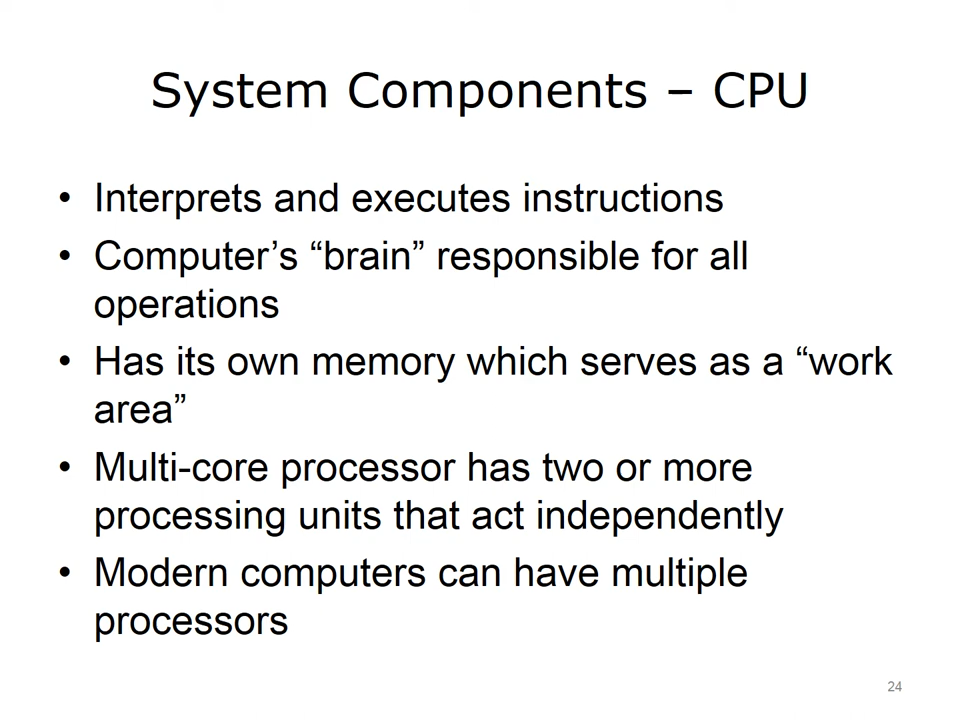 System Components – CPU
• Interprets and executes instructions
• Computer’s “brain” responsible for all
operations
• Has its own memory which serves as a “work
area”
• Multi-core processor has two or more
processing units that act independently
• Modern computers can have multiple
processors
24